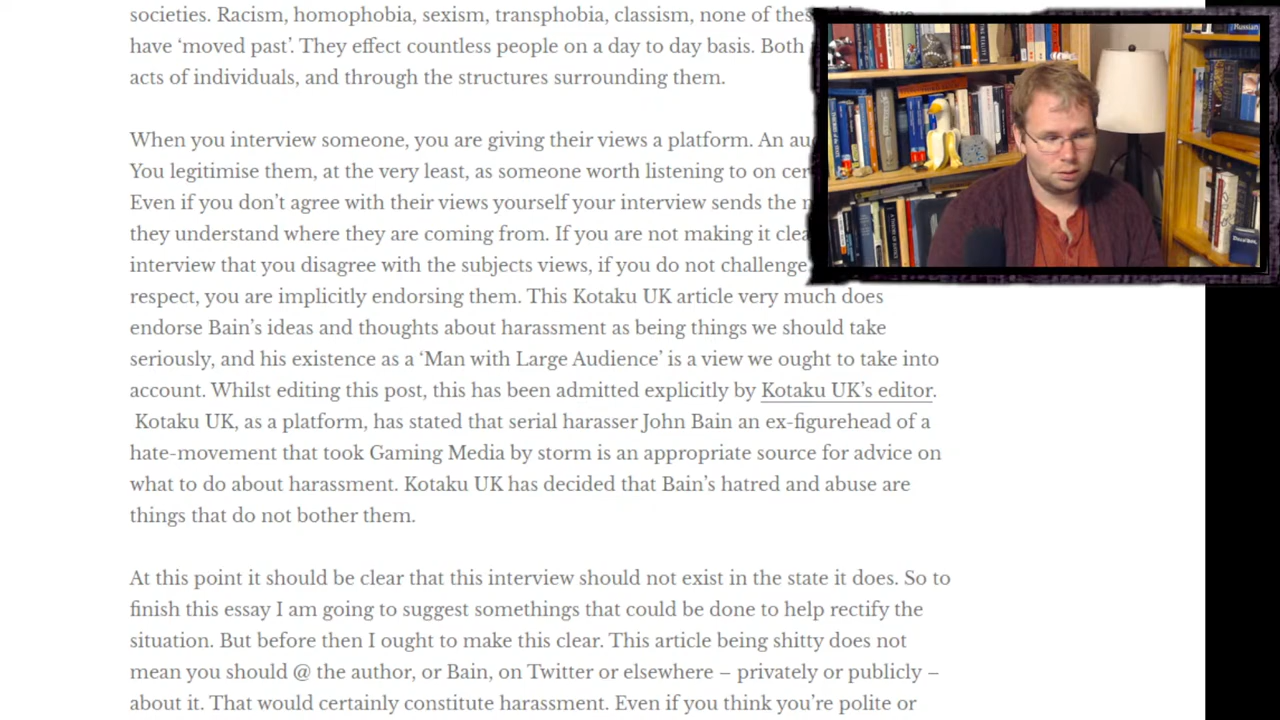 societies. Racism, homophobia, sexism, transphobia, classism, none of
have ‘moved past’. They effect countless people on a day to day basis. Both
acts of individuals, and through the structures surrounding them.
When you interview someone, you are giving their views a platform. An
You legitimise them, at the very least, as someone worth listening to on
Even if you don’t agree with their views yourself your interview sends the
they understand where they are coming from. If you are not making it
interview that you disagree with the subjects views, if you do not challenge
respect, you are implicitly endorsing them. This Kotaku UK article very much does
endorse Bain’s ideas and thoughts about harassment as being things we should take
seriously, and his existence as a ‘Man with Large Audience’ is a view we ought to take into
account. Whilst editing this post, this has been admitted explicitly by Kotaku UK’s editor.
Kotaku UK, as a platform, has stated that serial harasser John Bain an ex-figurehead of a
hate-movement that took Gaming Media by storm is an appropriate source for advice on
what to do about harassment. Kotaku UK has decided that Bain’s hatred and abuse are
things that do not bother them.
At this point it should be clear that this interview should not exist in the state it does. So to
finish this essay I am going to suggest somethings that could be done to help rectify the
situation. But before then I ought to make this clear. This article being shitty does not
mean you should @ the author, or Bain, on Twitter or elsewhere – privately or publicly –
about it. That would certainly constitute harassment. Even if you think you’re polite or